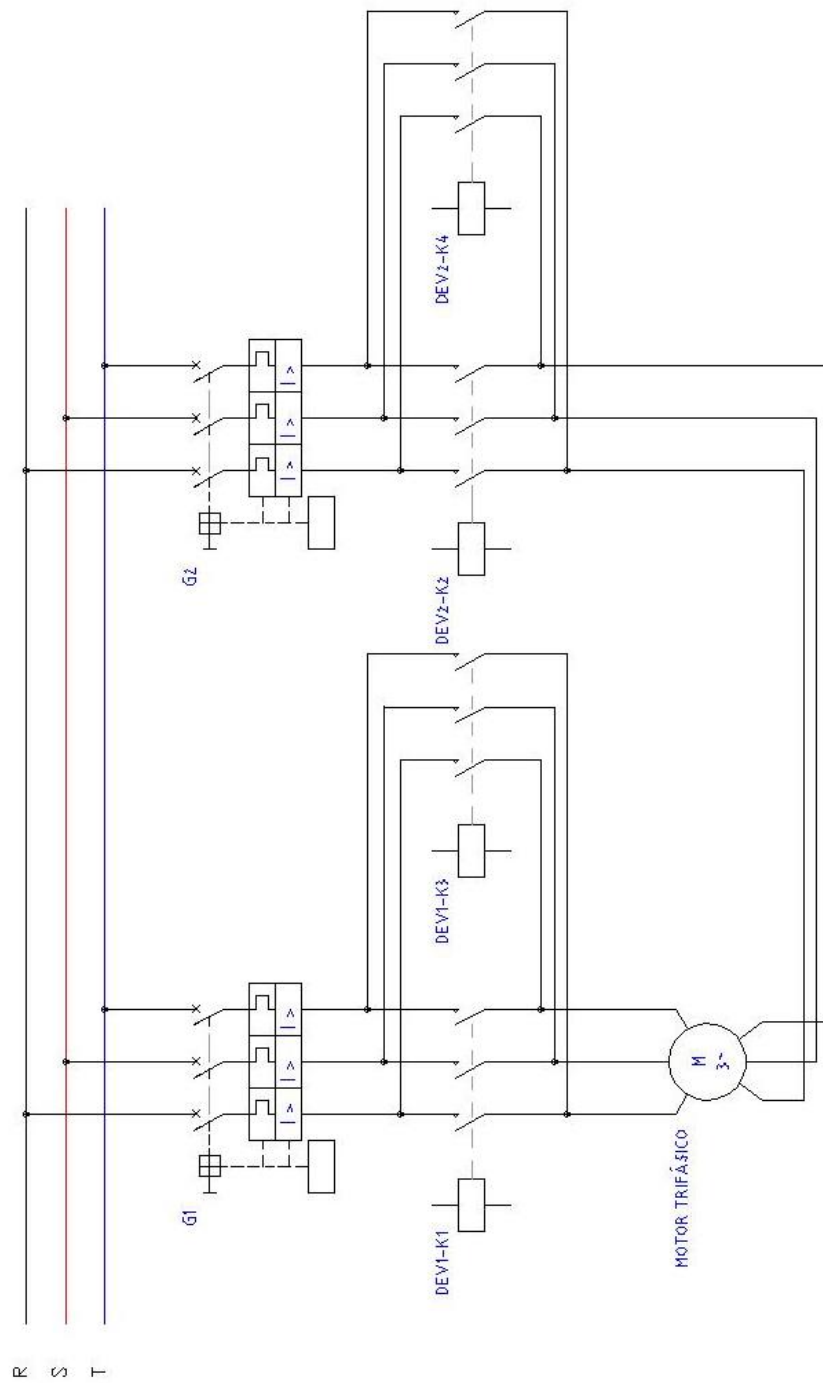 R
S
T
G1
I >
I >
I >
G2
I >
I >
I >
DEV1-K1
DEV1-K3
DEV2-K2
DEV2-K4
MOTOR TRIFÁSICO
M
3~